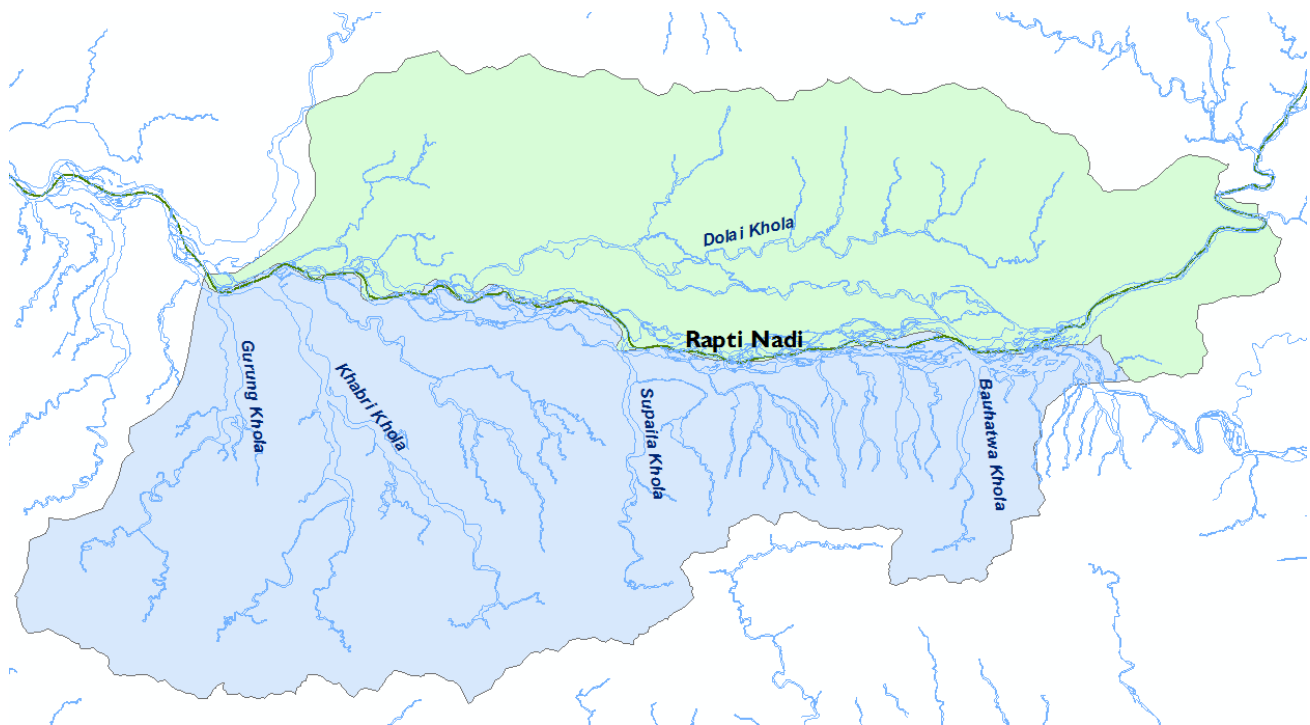 Dolai Khola
Rapti Nadi
Gurung Khola
Khabri Khola
Supaila Khola
Bauhatwa Khola